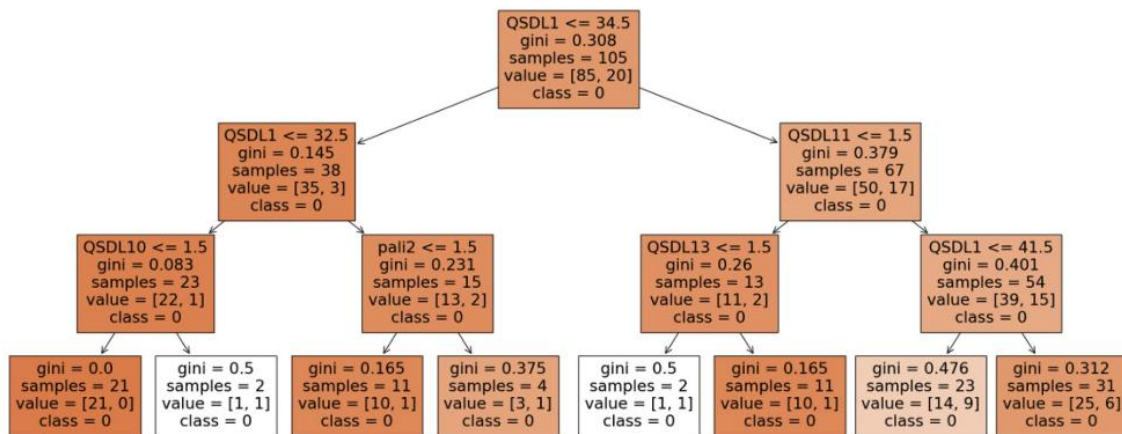 QSDL1 <= 34.5
gini = 0.308
samples = 105
value = [85, 20]
class = 0
QSDL1 <= 32.5
gini = 0.145
samples = 38
value = [35, 3]
class = 0
QSDL11 <= 1.5
gini = 0.379
samples = 67
value = [50, 17]
class = 0
QSDL10 <= 1.5
gini = 0.083
samples = 23
value = [22, 1]
class = 0
pali2 <= 1.5
gini = 0.231
samples = 15
value = [13, 2]
class = 0
QSDL13 <= 1.5
gini = 0.26
samples = 13
value = [11, 2]
class = 0
QSDL1 <= 41.5
gini = 0.401
samples = 54
value = [39, 15]
class = 0
gini = 0.0
samples = 21
value = [21, 0]
class = 0
gini = 0.5
samples = 2
value = [1, 1]
class = 0
gini = 0.165
samples = 11
value = [10, 1]
class = 0
gini = 0.375
samples = 4
value = [3, 1]
class = 0
gini = 0.5
samples = 2
value = [1, 1]
class = 0
gini = 0.165
samples = 11
value = [10, 1]
class = 0
gini = 0.476
samples = 23
value = [14, 9]
class = 0
gini = 0.312
samples = 31
value = [25, 6]
class = 0